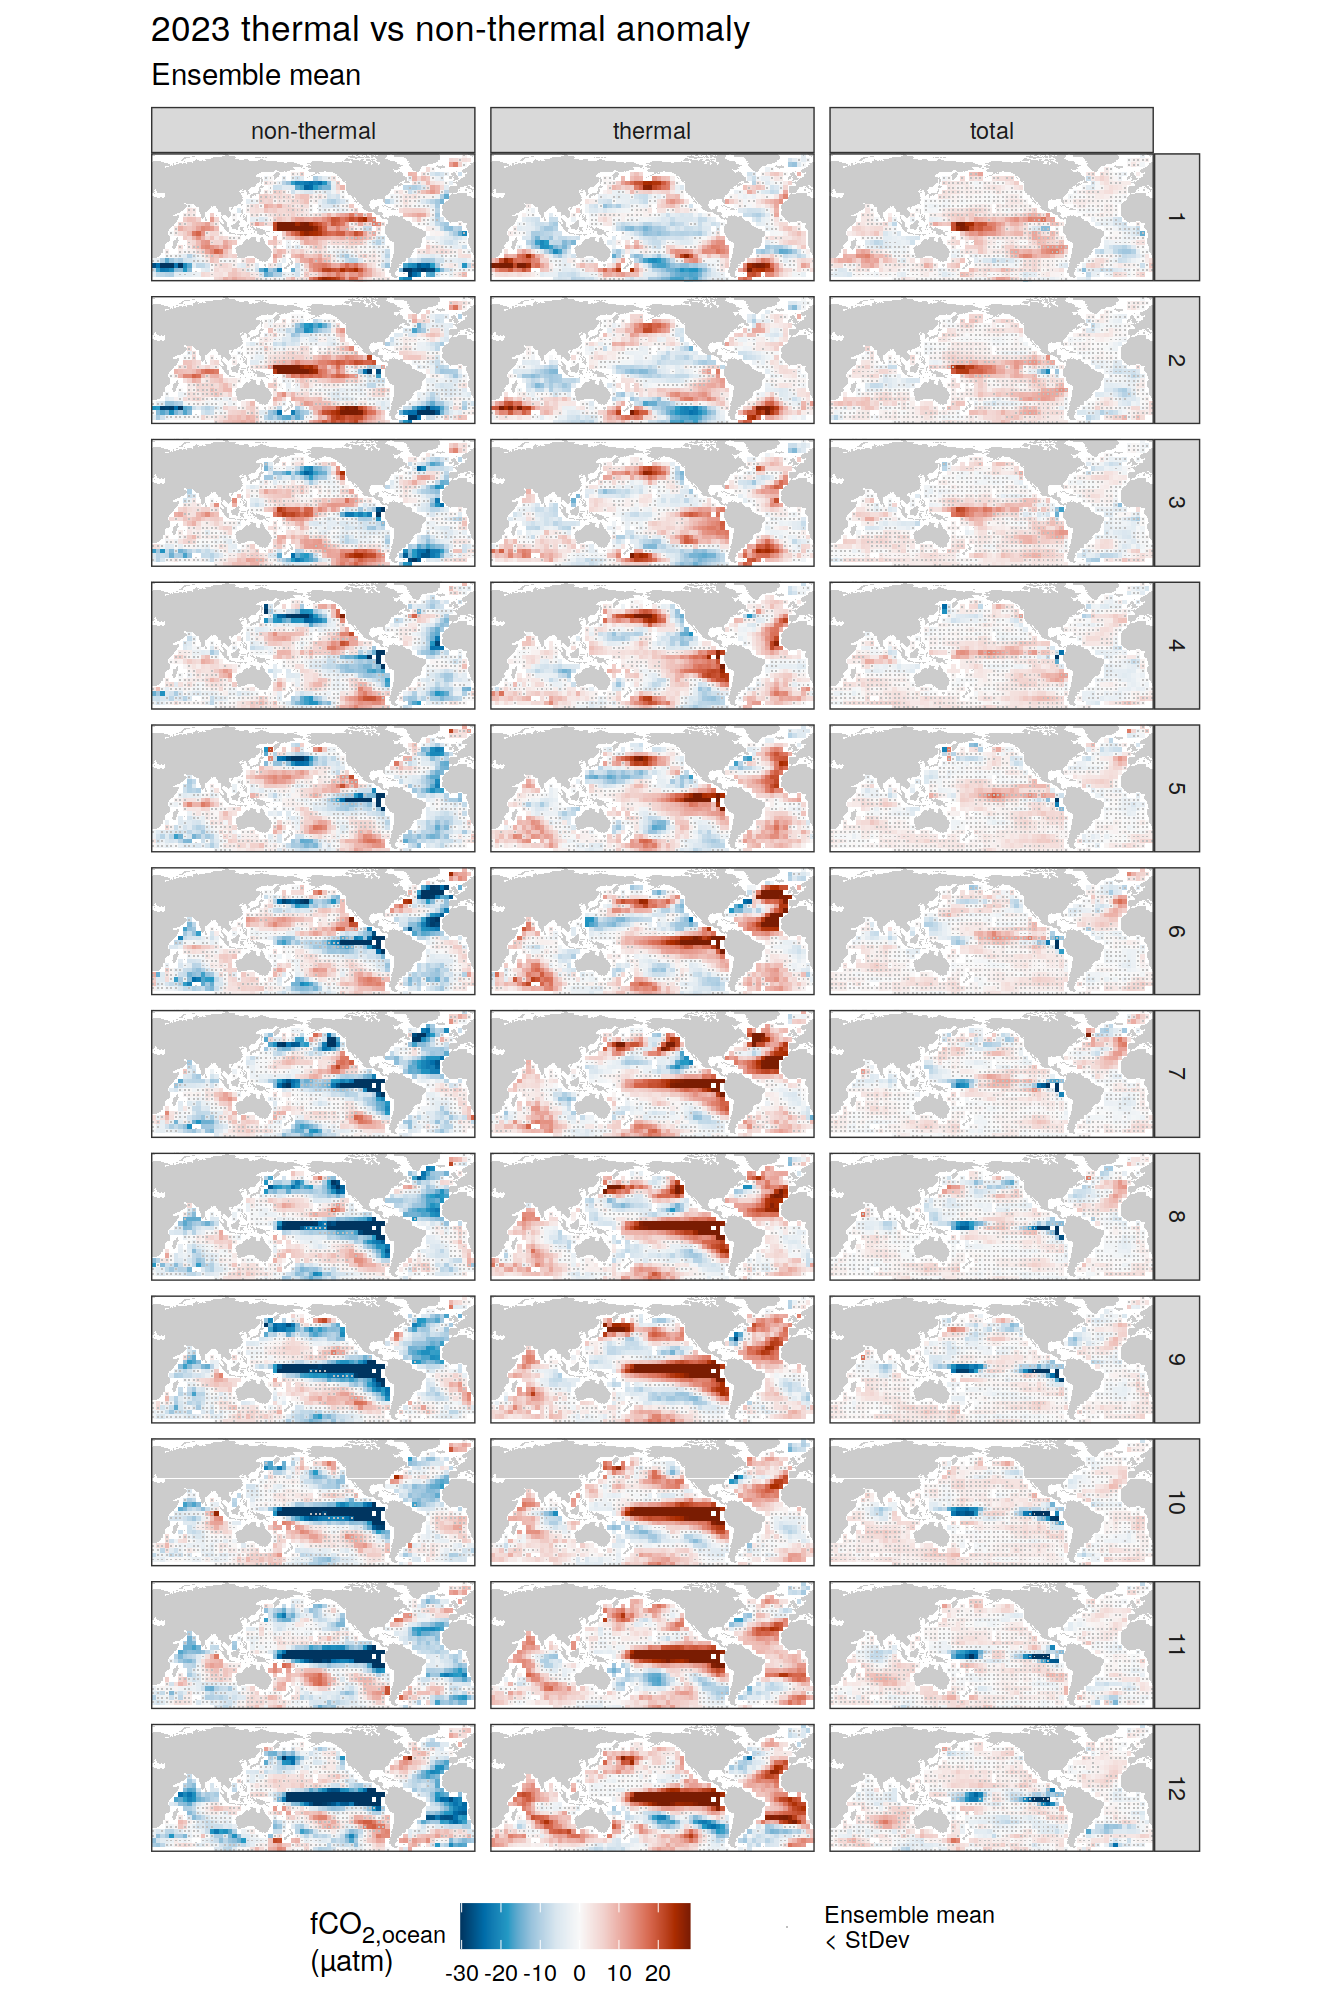 2023 thermal vs non-thermal anomaly
Ensemble mean
non-thermal thermal total
1
2
3
4
5
6
7
8
9
10
11
12
fCO2,ocean
(µatm)
-30 -20 -10 0 10 20
Ensemble mean
< StDev